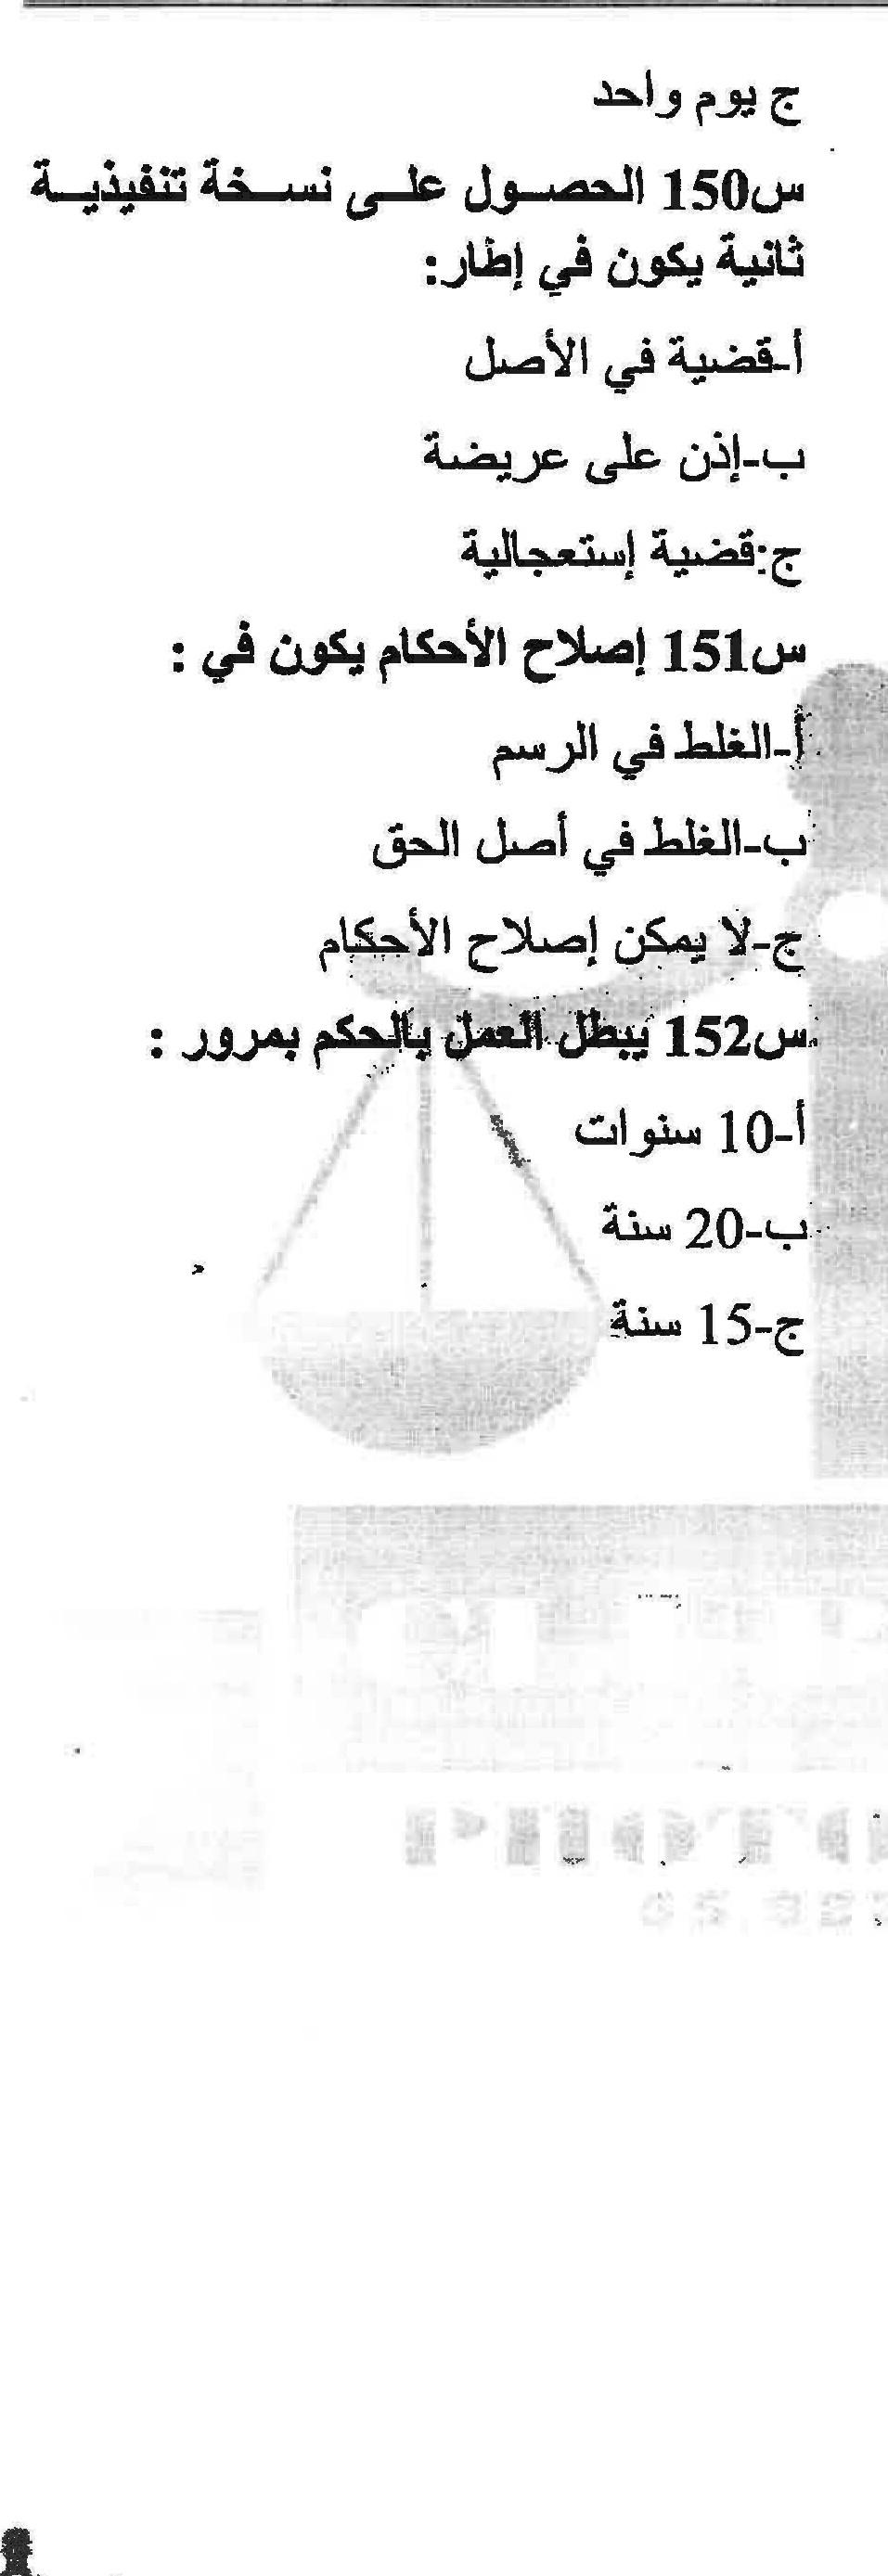 ج يوم واحد
س150 الحصول على نسخة تنفيذية
ثانية يكون في إطار:
أ-قضية في الأصل
ب-إذن على عريضة
ج:قضية إستعجالية
س151 إصلاح الأحكام يكون في :
أ-الغلط في الرسم
ب-الغلط في أصل الحق
ج-لا يمكن إصلاح الأحكام
س152 يبطل العمل بالحكم بمرور :
أ-10 سنوات
ب-20 سنة
ج-15 سنة